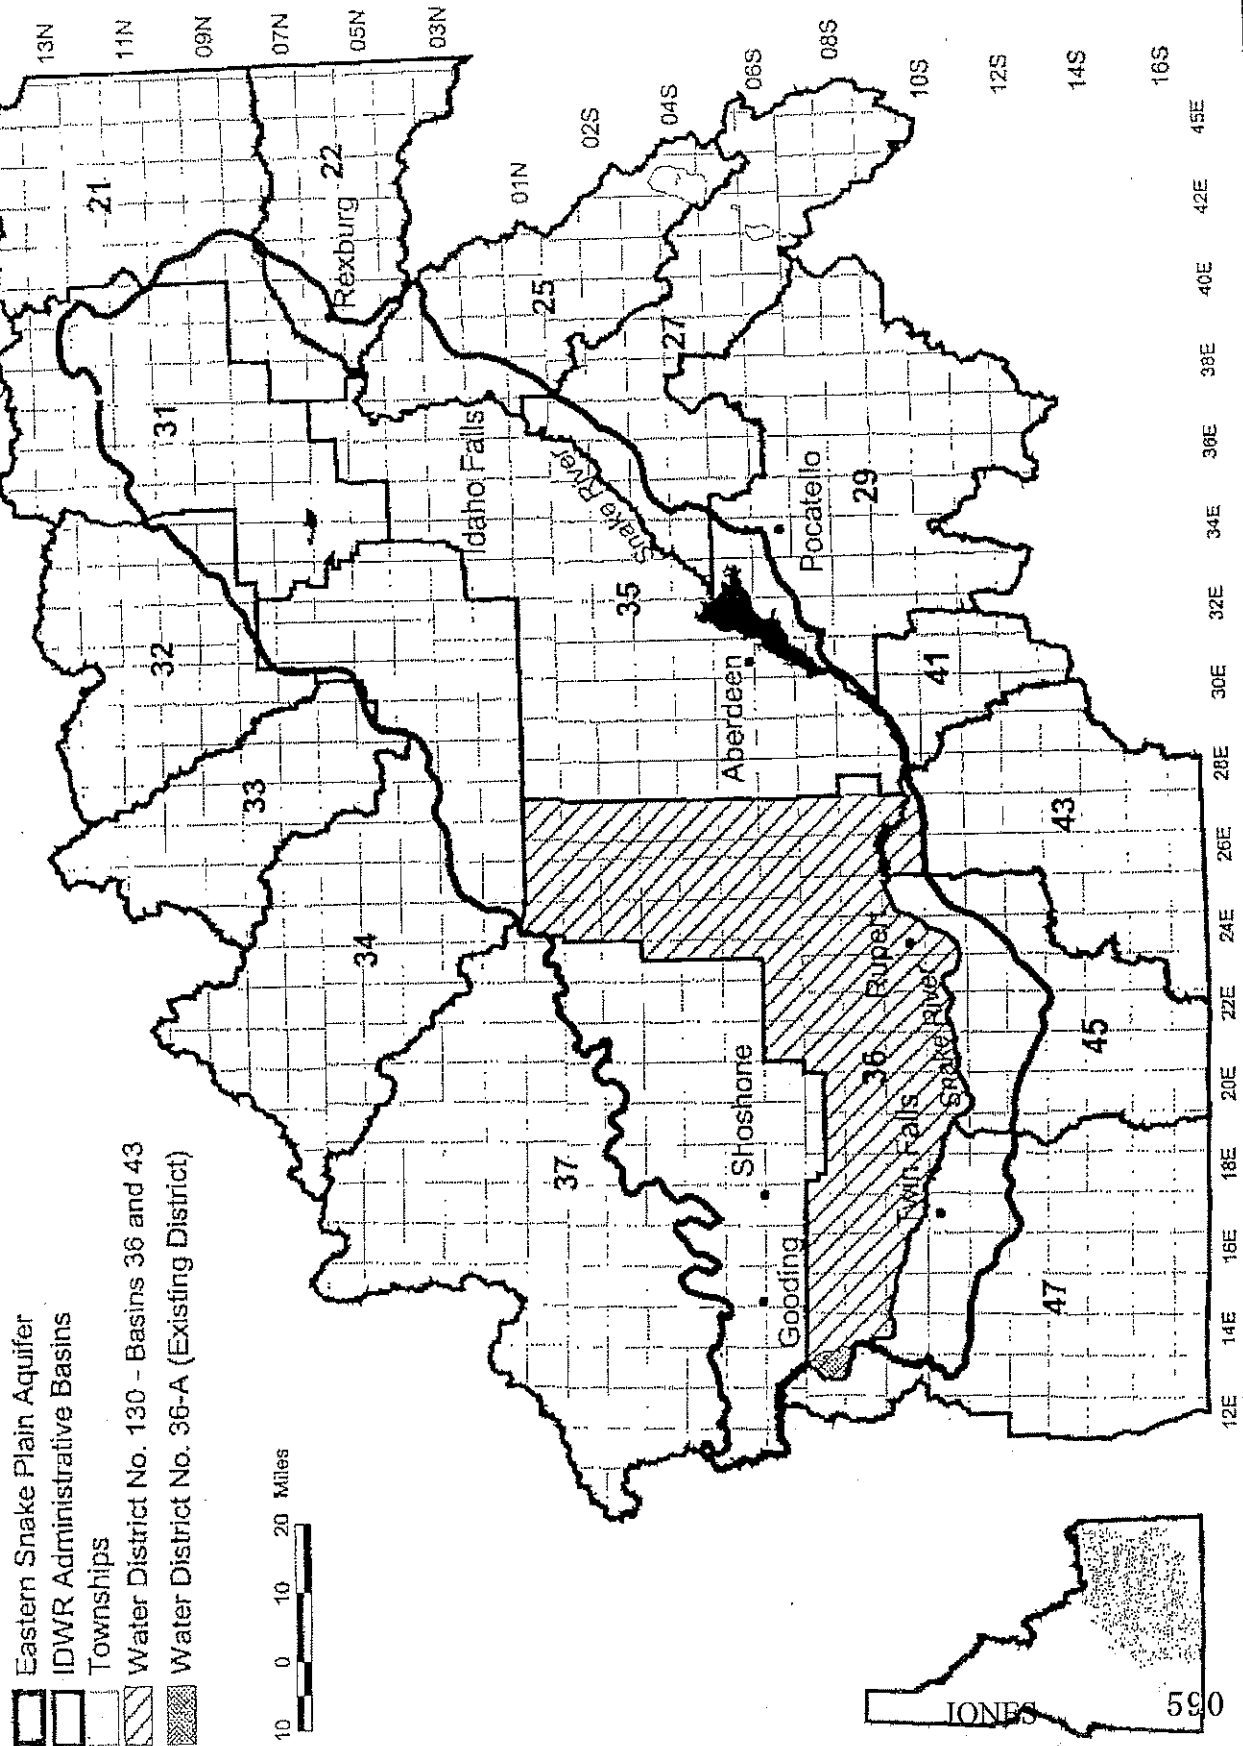 Eastern Snake Plain Aquifer
IDWR Administrative Basins
Townships
Water District No. 130 - Basins 36 and 43
Water District No. 36-A (Existing District)
10 0 10 20 Miles
13N
11N
09N
07N
05N
03N
01N
02S
04S
06S
08S
10S
12S
14S
16S
12E
14E
16E
18E
20E
22E
24E
26E
28E
30E
32E
34E
36E
38E
40E
42E
45E
21
22
Rexburg
31
32
33
34
25
27
Idaho Falls
Snake River
35
Pocatello
29
Aberdeen
41
37
Shoshone
Gooding
36
Rupert
Snake River
Twin Falls
43
45
47
JONES
055